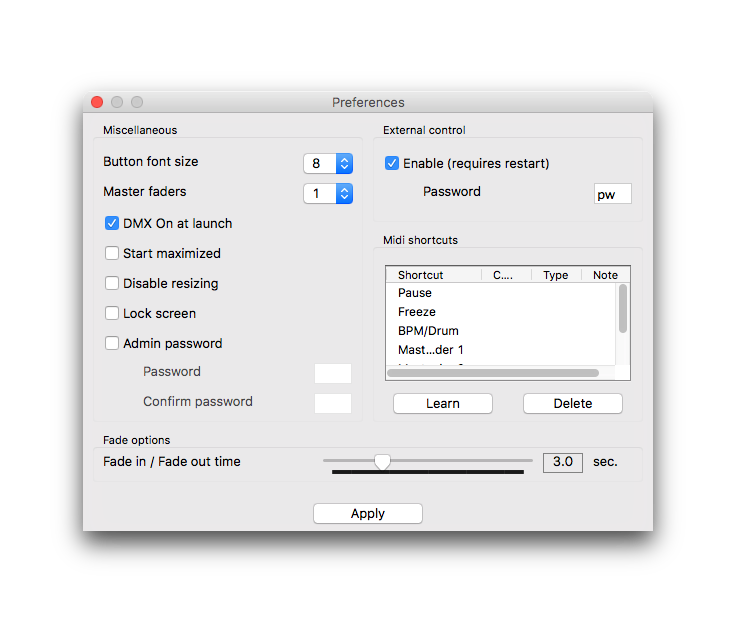 Preferences
Miscellaneous
Button font size 8
Master faders 1
DMX On at launch
Start maximized
Disable resizing
Lock screen
Admin password
Password
Confirm password
External control
Enable (requires restart)
Password pw
Midi shortcuts
Shortcut C.... Type Note
Pause
Freeze
BPM/Drum
Mast...der 1
Learn Delete
Fade options
Fade in / Fade out time 3.0 sec.
Apply